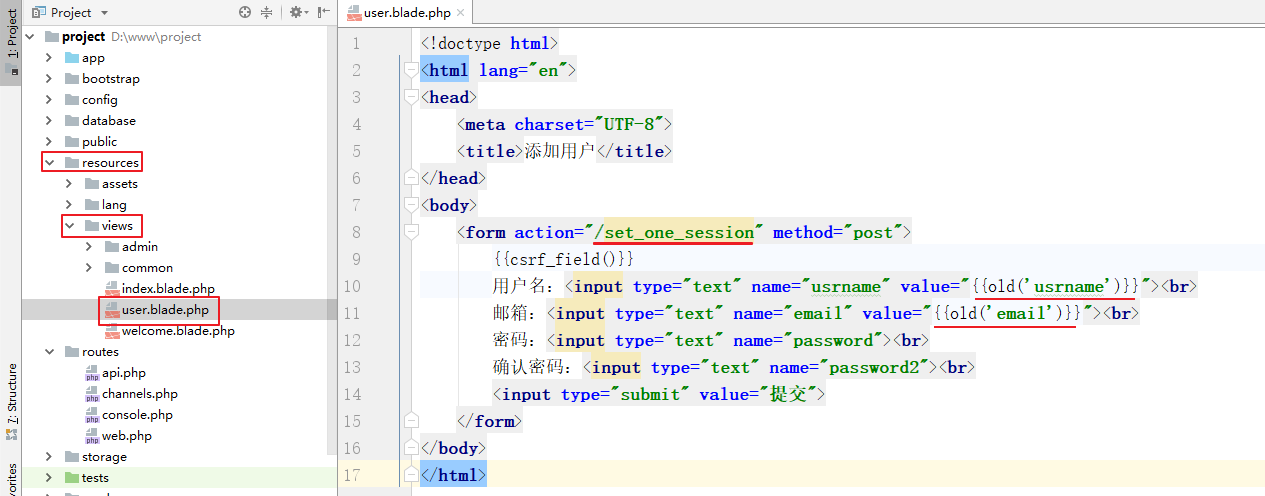 1: Project
7: Structure
vorites
Project
project D:\www\project
app
bootstrap
config
database
public
resources
assets
lang
views
admin
common
index.blade.php
user.blade.php
welcome.blade.php
routes
php api.php
php channels.php
php console.php
php web.php
storage
tests
user.blade.php
1 <!doctype html>
2 <html lang="en">
3 <head>
4 <meta charset="UTF-8">
5 <title>添加用户</title>
6 </head>
7 <body>
8 <form action="/set_one_session" method="post">
9 {{csrf_field()}}
10 用户名：<input type="text" name="usrname" value="{{old('usrname')}}"><br>
11 邮箱：<input type="text" name="email" value="{{old('email')}}"><br>
12 密码：<input type="text" name="password"><br>
13 确认密码：<input type="text" name="password2"><br>
14 <input type="submit" value="提交">
15 </form>
16 </body>
17 </html>